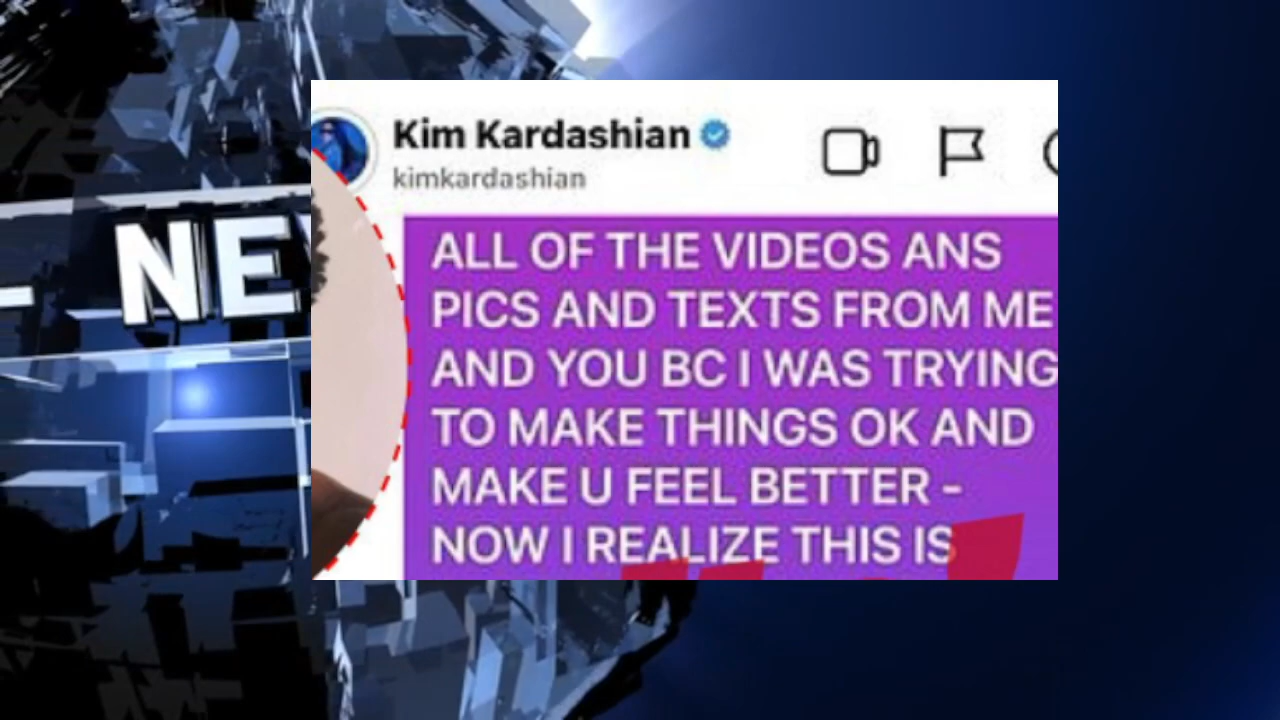 Kim Kardashian
kimkardashian
ALL OF THE VIDEOS ANS
PICS AND TEXTS FROM ME
AND YOU BC I WAS TRYING
TO MAKE THINGS OK AND
MAKE U FEEL BETTER -
NOW I REALIZE THIS IS
NE